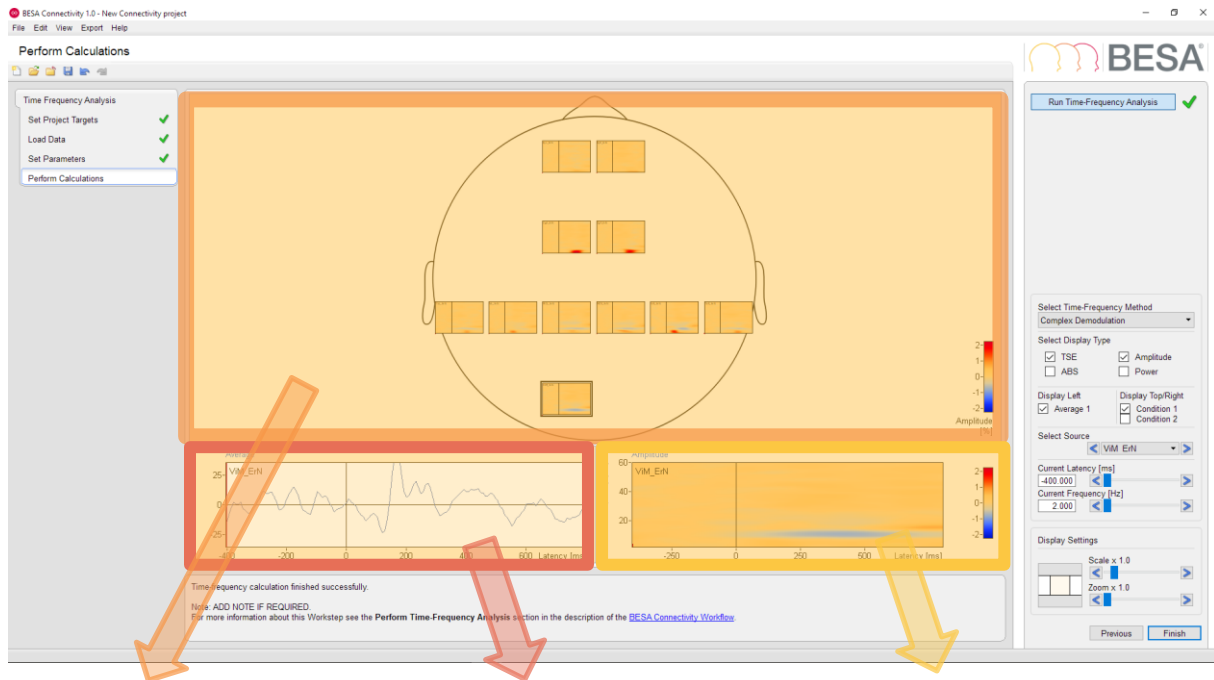 BESA Connectivity 1.0 - New Connectivity project
File Edit View Export Help
Perform Calculations
BESA
Time Frequency Analysis
Set Project Targets
Load Data
Set Parameters
Perform Calculations
Run Time-Frequency Analysis
2
1
0
-1
-2
Amplitude
[%]
Select Time-Frequency Method
Complex Demodulation
Select Display Type
TSE Amplitude
ABS Power
Display Left Display Top/Right
Average 1 Condition 1
Condition 2
Select Source
ViM_ErN
Current Latency [ms]
-400.000
Current Frequency [Hz]
2.000
Display Settings
Scale x 1.0
Zoom x 1.0
Previous Finish
Average
ViM_ErN
25
0
-25
-400 -200 0 200 400 600 Latency [ms]
Amplitude
ViM_ErN
60
40
20
-250 0 250 500 Latency [ms]
2
1
0
-1
-2
Time-frequency calculation finished successfully.
Note: ADD NOTE IF REQUIRED.
For more information about this Workstep see the Perform Time-Frequency Analysis section in the description of the BESA Connectivity Workflow.